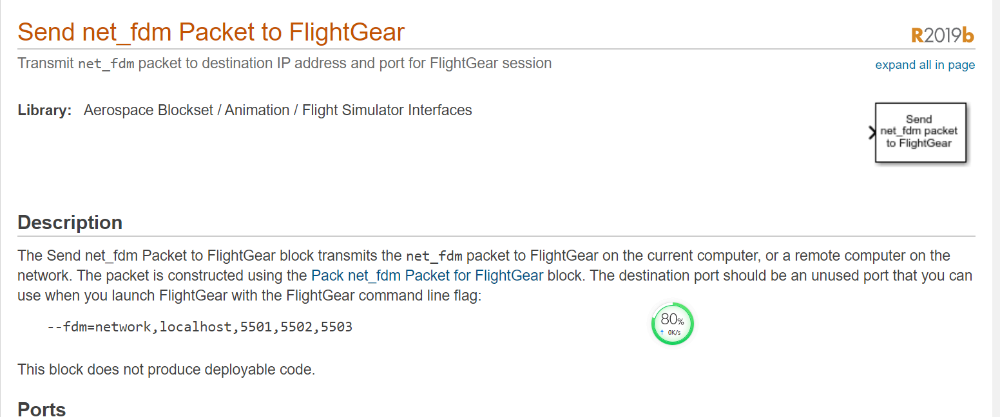 Send net_fdm Packet to FlightGear
R2019b
Transmit net_fdm packet to destination IP address and port for FlightGear session
expand all in page
Library: Aerospace Blockset / Animation / Flight Simulator Interfaces
Send
net_fdm packet
to FlightGear
Description
The Send net_fdm Packet to FlightGear block transmits the net_fdm packet to FlightGear on the current computer, or a remote computer on the
network. The packet is constructed using the Pack net_fdm Packet for FlightGear block. The destination port should be an unused port that you can
use when you launch FlightGear with the FlightGear command line flag:
--fdm=network,localhost,5501,5502,5503
80%
↑ 0K/s
This block does not produce deployable code.
Ports